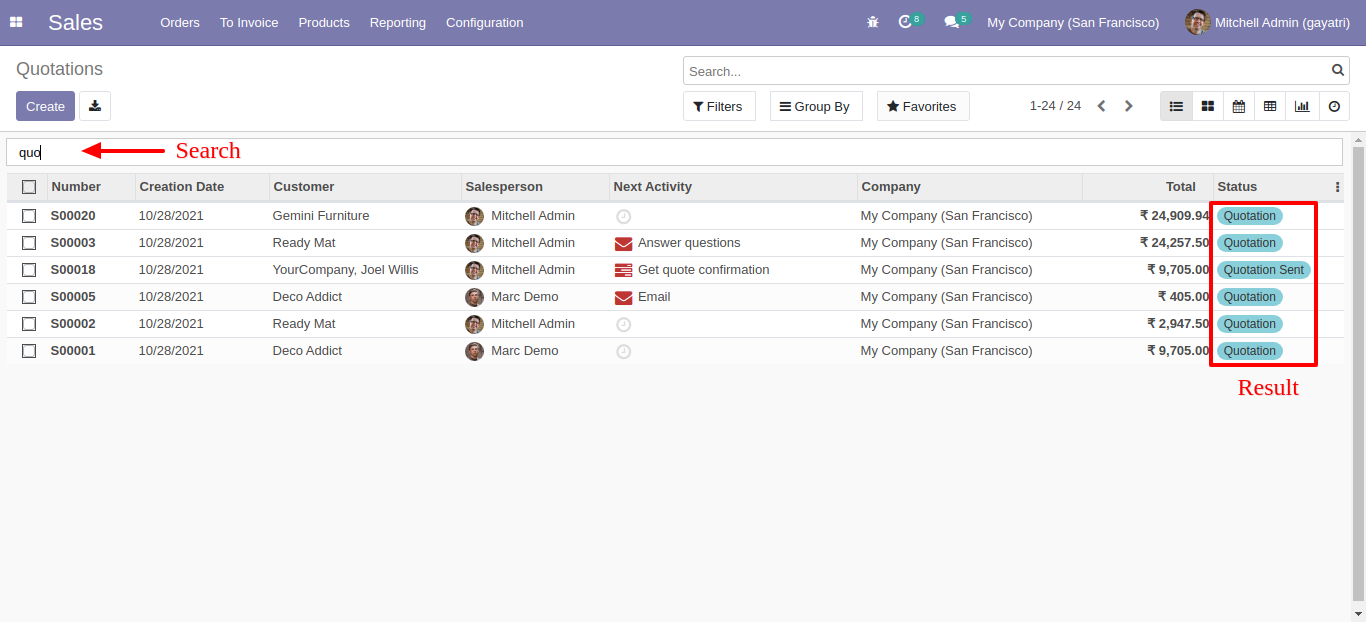 Sales Orders To Invoice Products Reporting Configuration 8 5 My Company (San Francisco) Mitchell Admin (gayatri)
Quotations Search...
Create Filters Group By Favorites 1-24 / 24
quo Search
Number Creation Date Customer Salesperson Next Activity Company Total Status
S00020 10/28/2021 Gemini Furniture Mitchell Admin My Company (San Francisco) ₹ 24,909.94 Quotation
S00003 10/28/2021 Ready Mat Mitchell Admin Answer questions My Company (San Francisco) ₹ 24,257.50 Quotation
S00018 10/28/2021 YourCompany, Joel Willis Mitchell Admin Get quote confirmation My Company (San Francisco) ₹ 9,705.00 Quotation Sent
S00005 10/28/2021 Deco Addict Marc Demo Email My Company (San Francisco) ₹ 405.00 Quotation
S00002 10/28/2021 Ready Mat Mitchell Admin My Company (San Francisco) ₹ 2,947.50 Quotation
S00001 10/28/2021 Deco Addict Marc Demo My Company (San Francisco) ₹ 9,705.00 Quotation
Result